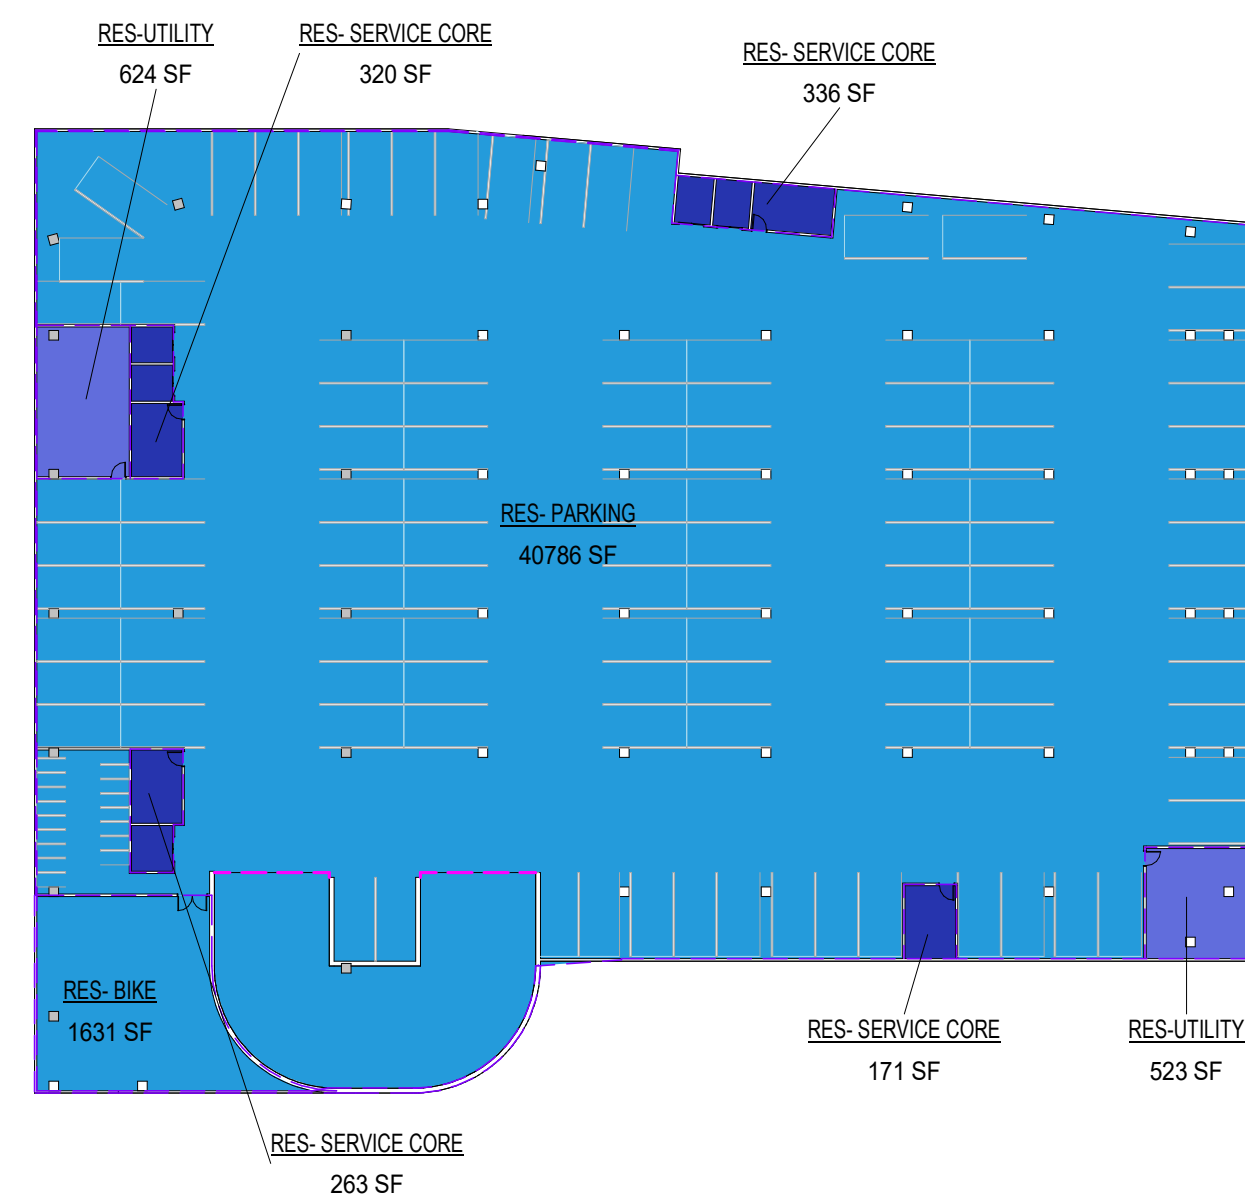 RES-UTILITY
624 SF
RES- SERVICE CORE
320 SF
RES- SERVICE CORE
336 SF
RES- PARKING
40786 SF
RES- BIKE
1631 SF
RES- SERVICE CORE
171 SF
RES-UTILITY
523 SF
RES- SERVICE CORE
263 SF